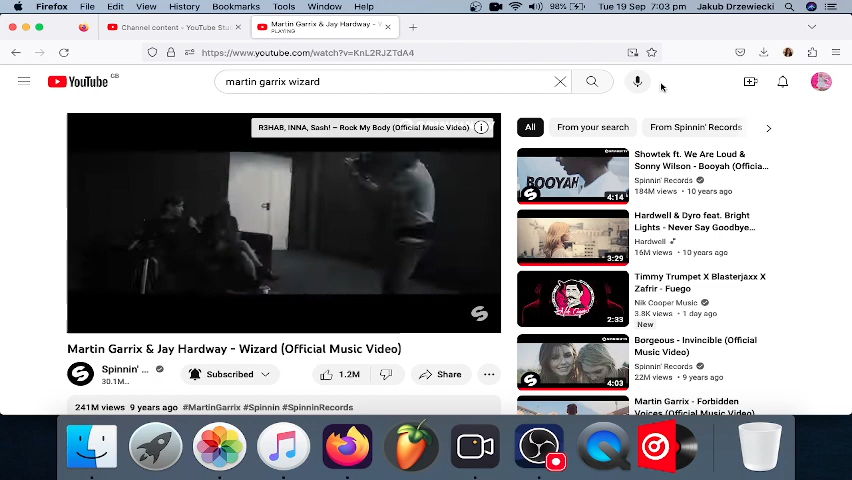 Firefox File Edit View History Bookmarks Tools Window Help 98% Tue 19 Sep 7:03 pm Jakub Drzewiecki
Channel content - YouTube Stu
Martin Garrix & Jay Hardway - W
PLAYING
https://www.youtube.com/watch?v=KnL2RJZTdA4
YouTube GB
martin garrix wizard
R3HAB, INNA, Sash! – Rock My Body (Official Music Video)
Martin Garrix & Jay Hardway - Wizard (Official Music Video)
Spinnin' ...
30.1M...
Subscribed
1.2M
Share
241M views 9 years ago #MartinGarrix #Spinnin #SpinninRecords
All
From your search
From Spinnin' Records
BOOYAH
4:14
Showtek ft. We Are Loud &
Sonny Wilson - Booyah (Officia...
Spinnin' Records
184M views • 10 years ago
3:29
Hardwell & Dyro feat. Bright
Lights - Never Say Goodbye...
Hardwell
16M views • 10 years ago
2:33
Timmy Trumpet X Blasterjaxx X
Zafrir - Fuego
Nik Cooper Music
3.8K views • 1 day ago
New
4:03
Borgeous - Invincible (Official
Music Video)
Spinnin' Records
22M views • 9 years ago
Martin Garrix - Forbidden
Voices (Official Music Video)